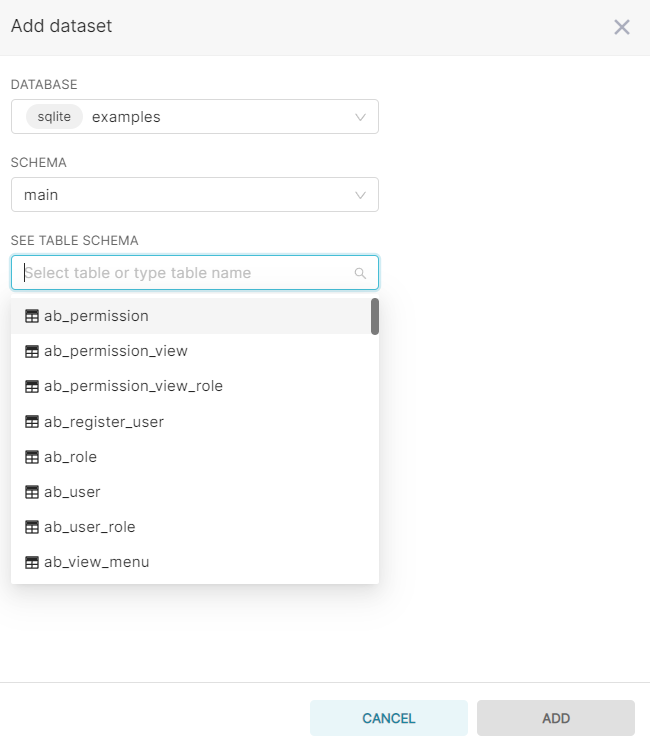 Add dataset
DATABASE
sqlite examples
SCHEMA
main
SEE TABLE SCHEMA
Select table or type table name
ab_permission
ab_permission_view
ab_permission_view_role
ab_register_user
ab_role
ab_user
ab_user_role
ab_view_menu
CANCEL ADD